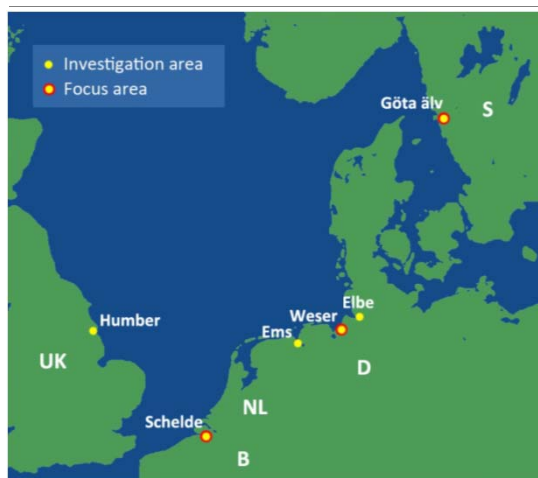 Investigation area
Focus area
Göta älv
S
Humber
UK
Elbe
Weser
Ems
D
NL
Schelde
B